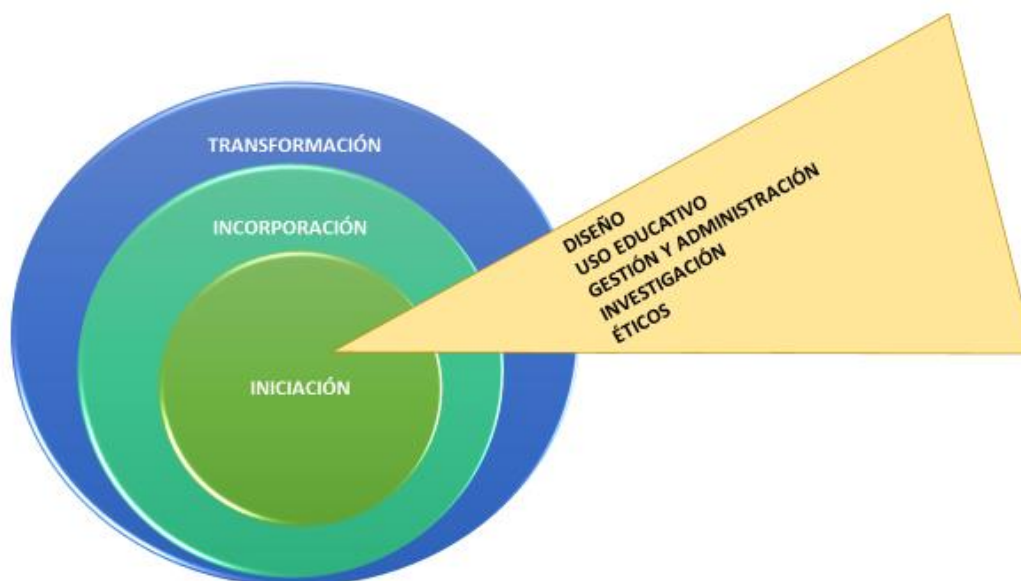 TRANSFORMACIÓN
INCORPORACIÓN
INICIACIÓN
DISEÑO
USO EDUCATIVO
GESTIÓN Y ADMINISTRACIÓN
INVESTIGACIÓN
ÉTICOS